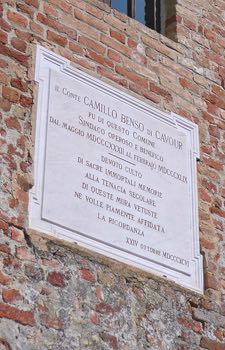 IL CONTE CAMILLO BENSO DI CAVOUR
FU DI QUESTO COMUNE
SINDACO OPEROSO E BENEFICO
DAL MAGGIO MDCCCXXXII AL FEBBRAIO MDCCCXLIX
DEVOTO CULTO
DI SACRE IMMORTALI MEMORIE
ALLA TENACIA SECOLARE
DI QUESTE MURA VETUSTE
NE VOLLE PIAMENTE AFFIDATA
LA RICORDANZA
XXIV OTTOBRE MDCCCXCVI